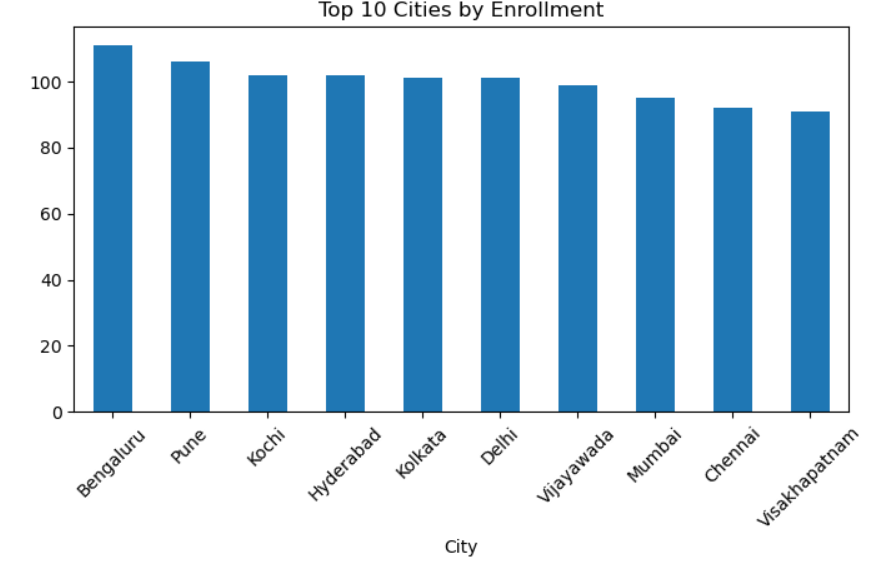 Top 10 Cities by Enrollment
100
80
60
40
20
0
Bengaluru
Pune
Kochi
Hyderabad
Kolkata
Delhi
Vijayawada
Mumbai
Chennai
Visakhapatnam
City